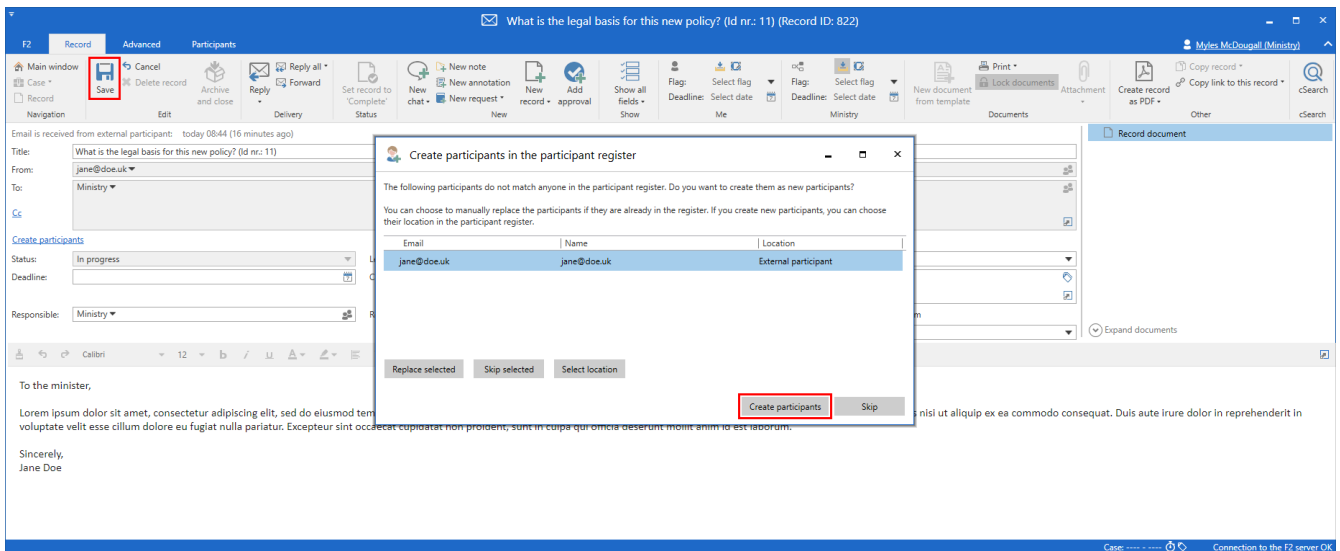 What is the legal basis for this new policy? (Id nr.: 11) (Record ID: 822)
F2 Record Advanced Participants Myles McDougall (Ministry)
Main window
Case
Record
Navigation
Save
Cancel
Delete record
Archive and close
Edit
Reply
Reply all
Forward
Delivery
Set record to 'Complete'
Status
New chat
New note
New annotation
New request
New record
Add approval
New
Show all fields
Show
Flag: Select flag
Deadline: Select date
Me
Flag: Select flag
Deadline: Select date
Ministry
New document from template
Print
Lock documents
Attachment
Documents
Create record as PDF
Copy record
Copy link to this record
Other
cSearch
cSearch
Email is received from external participant: today 08:44 (16 minutes ago)
Title: What is the legal basis for this new policy? (Id nr.: 11)
From: jane@doe.uk
To: Ministry
Cc
Create participants
Status: In progress
Deadline:
Responsible: Ministry
Record document
Expand documents
Create participants in the participant register
The following participants do not match anyone in the participant register. Do you want to create them as new participants?
You can choose to manually replace the participants if they are already in the register. If you create new participants, you can choose
their location in the participant register.
Email Name Location
jane@doe.uk jane@doe.uk External participant
Replace selected Skip selected Select location
Create participants Skip
Calibri 12 b i u A
To the minister,
Lorem ipsum dolor sit amet, consectetur adipiscing elit, sed do eiusmod tem nisi ut aliquip ex ea commodo consequat. Duis aute irure dolor in reprehenderit in
voluptate velit esse cillum dolore eu fugiat nulla pariatur. Excepteur sint occaecat cupidatat non proident, sunt in culpa qui officia deserunt mollit anim id est laborum.
Sincerely,
Jane Doe
Case: ---- - ---- Connection to the F2 server OK